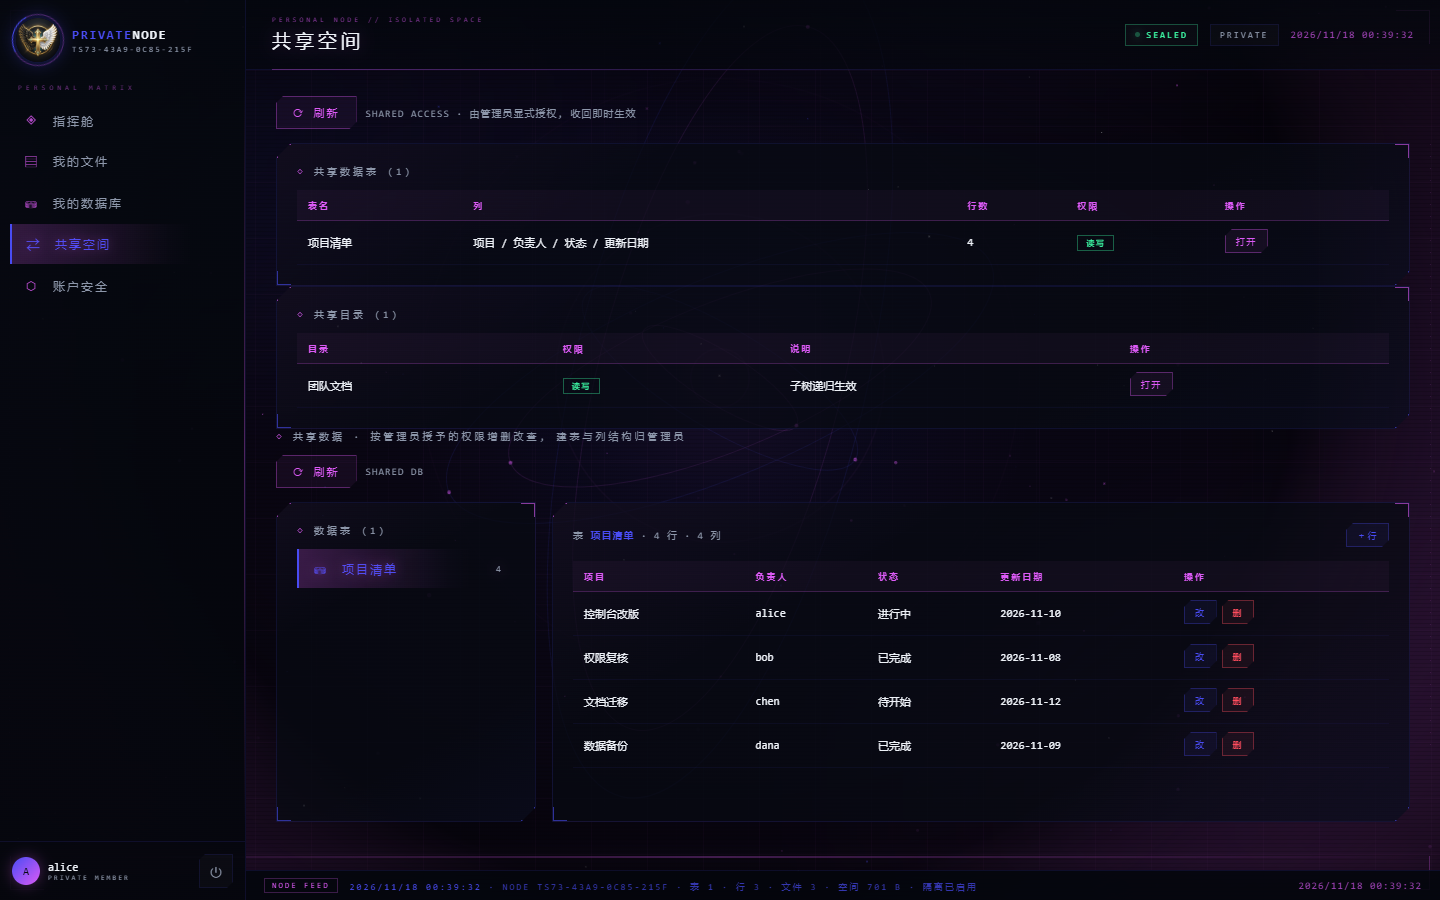 PRIVATENODE
TS73-43A9-0C85-215F
PERSONAL MATRIX
指挥舱
我的文件
我的数据库
共享空间
账户安全
A
alice
PRIVATE MEMBER
PERSONAL NODE // ISOLATED SPACE
共享空间
SEALED
PRIVATE
2026/11/18 00:39:32
刷新
SHARED ACCESS · 由管理员显式授权, 收回即时生效
共享数据表 (1)
表名 列 行数 权限 操作
项目清单 项目 / 负责人 / 状态 / 更新日期 4 读写 打开
共享目录 (1)
目录 权限 说明 操作
团队文档 读写 子树递归生效 打开
共享数据 · 按管理员授予的权限增删改查, 建表与列结构归管理员
刷新
SHARED DB
数据表 (1)
项目清单 4
表 项目清单 · 4 行 · 4 列
+行
项目 负责人 状态 更新日期 操作
控制台改版 alice 进行中 2026-11-10 改 删
权限复核 bob 已完成 2026-11-08 改 删
文档迁移 chen 待开始 2026-11-12 改 删
数据备份 dana 已完成 2026-11-09 改 删
NODE FEED
2026/11/18 00:39:32 · NODE TS73-43A9-0C85-215F · 表 1 · 行 3 · 文件 3 · 空间 701 B · 隔离已启用
2026/11/18 00:39:32